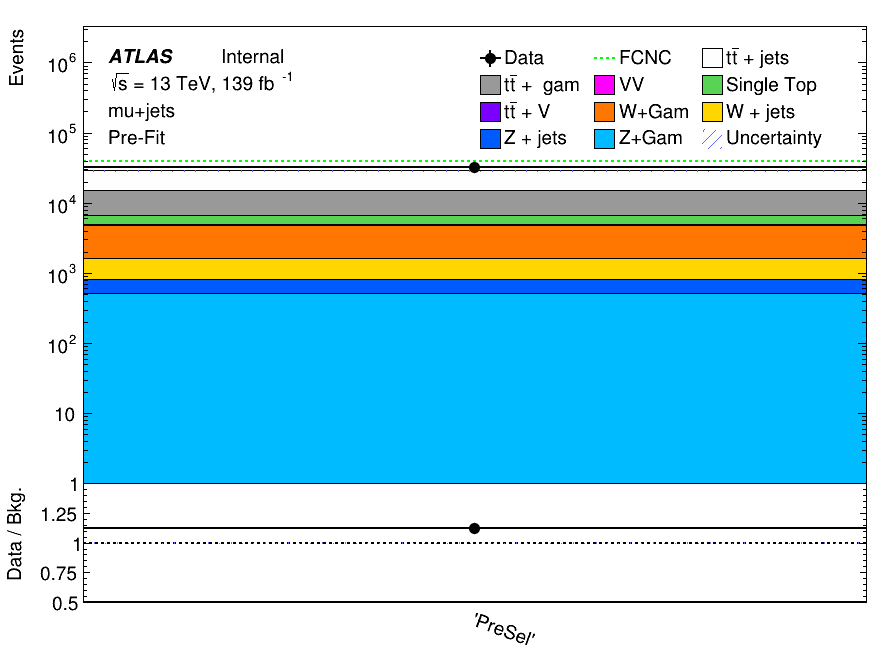 Events
10⁶
10⁵
10⁴
10³
10²
10
1
ATLAS Internal
√s = 13 TeV, 139 fb -1
mu+jets
Pre-Fit
Data
FCNC
tt̄ + jets
tt̄ + gam
VV
Single Top
tt̄ + V
W+Gam
W + jets
Z + jets
Z+Gam
Uncertainty
Data / Bkg.
1.25
1
0.75
0.5
'PreSel'